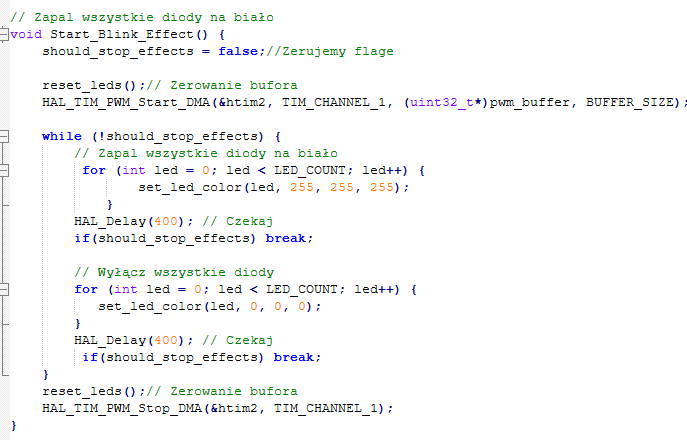 // Zapal wszystkie diody na biało
void Start_Blink_Effect() {
    should_stop_effects = false;//Zerujemy flage
    reset_leds();// Zerowanie bufora
    HAL_TIM_PWM_Start_DMA(&htim2, TIM_CHANNEL_1, (uint32_t*)pwm_buffer, BUFFER_SIZE);
    while (!should_stop_effects) {
        // Zapal wszystkie diody na biało
         for (int led = 0; led < LED_COUNT; led++) {
                set_led_color(led, 255, 255, 255);
            }
        HAL_Delay(400); // Czekaj
        if(should_stop_effects) break;
        // Wyłącz wszystkie diody
        for (int led = 0; led < LED_COUNT; led++) {
           set_led_color(led, 0, 0, 0);
        }
        HAL_Delay(400); // Czekaj
         if(should_stop_effects) break;
    }
    reset_leds();// Zerowanie bufora
    HAL_TIM_PWM_Stop_DMA(&htim2, TIM_CHANNEL_1);
}